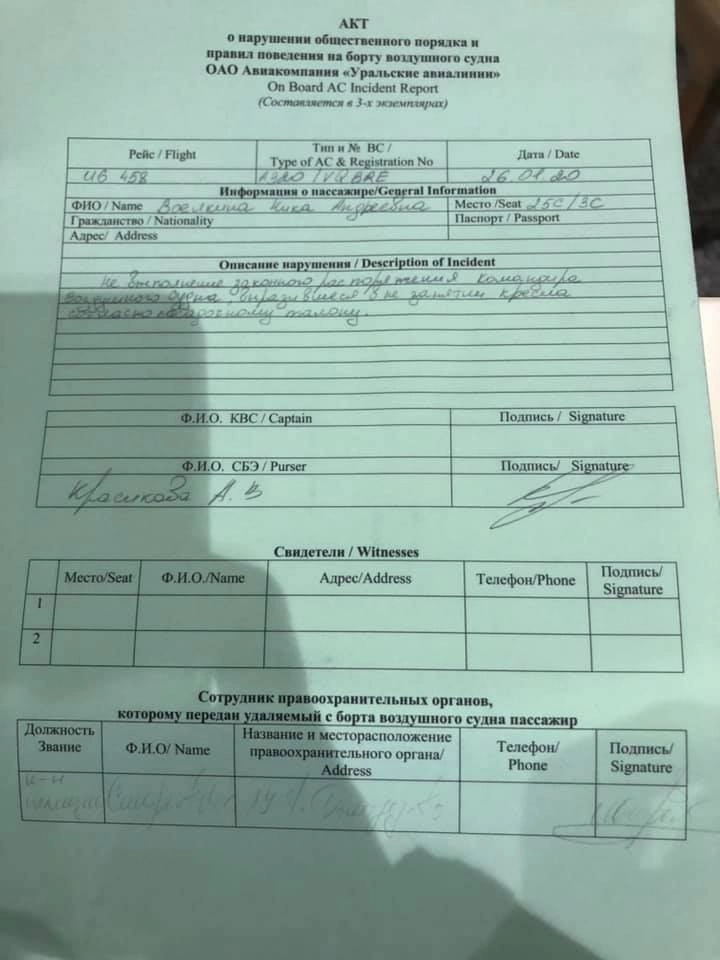 АКТ
о нарушении общественного порядка и
правил поведения на борту воздушного судна
ОАО Авиакомпания «Уральские авиалинии»
On Board AC Incident Report
(Составляется в 3-х экземплярах)
Рейс / Flight
Тип и № ВС /
Type of AC & Registration No
Дата / Date
U6 458
A320 / VQBRE
26.01.20
Информация о пассажире/General Information
ФИО / Name Ника Андреевна
Место /Seat 25C/3C
Гражданство / Nationality
Паспорт / Passport
Адрес/ Address
Описание нарушения / Description of Incident
Не выполнение законного распоряжения командира
воздушного судна, выразившиеся в не занятии кресла
согласно посадочному талону.
Ф.И.О. КВС / Captain
Подпись / Signature
Ф.И.О. СБЭ / Purser
Подпись/ Signature
Красикова А. В
Свидетели / Witnesses
Место/Seat
Ф.И.О./Name
Адрес/Address
Телефон/Phone
Подпись/
Signature
1
2
Сотрудник правоохранительных органов,
которому передан удаляемый с борта воздушного судна пассажир
Должность
Звание
Ф.И.О/ Name
Название и месторасположение
правоохранительного органа/
Address
Телефон/
Phone
Подпись/
Signature